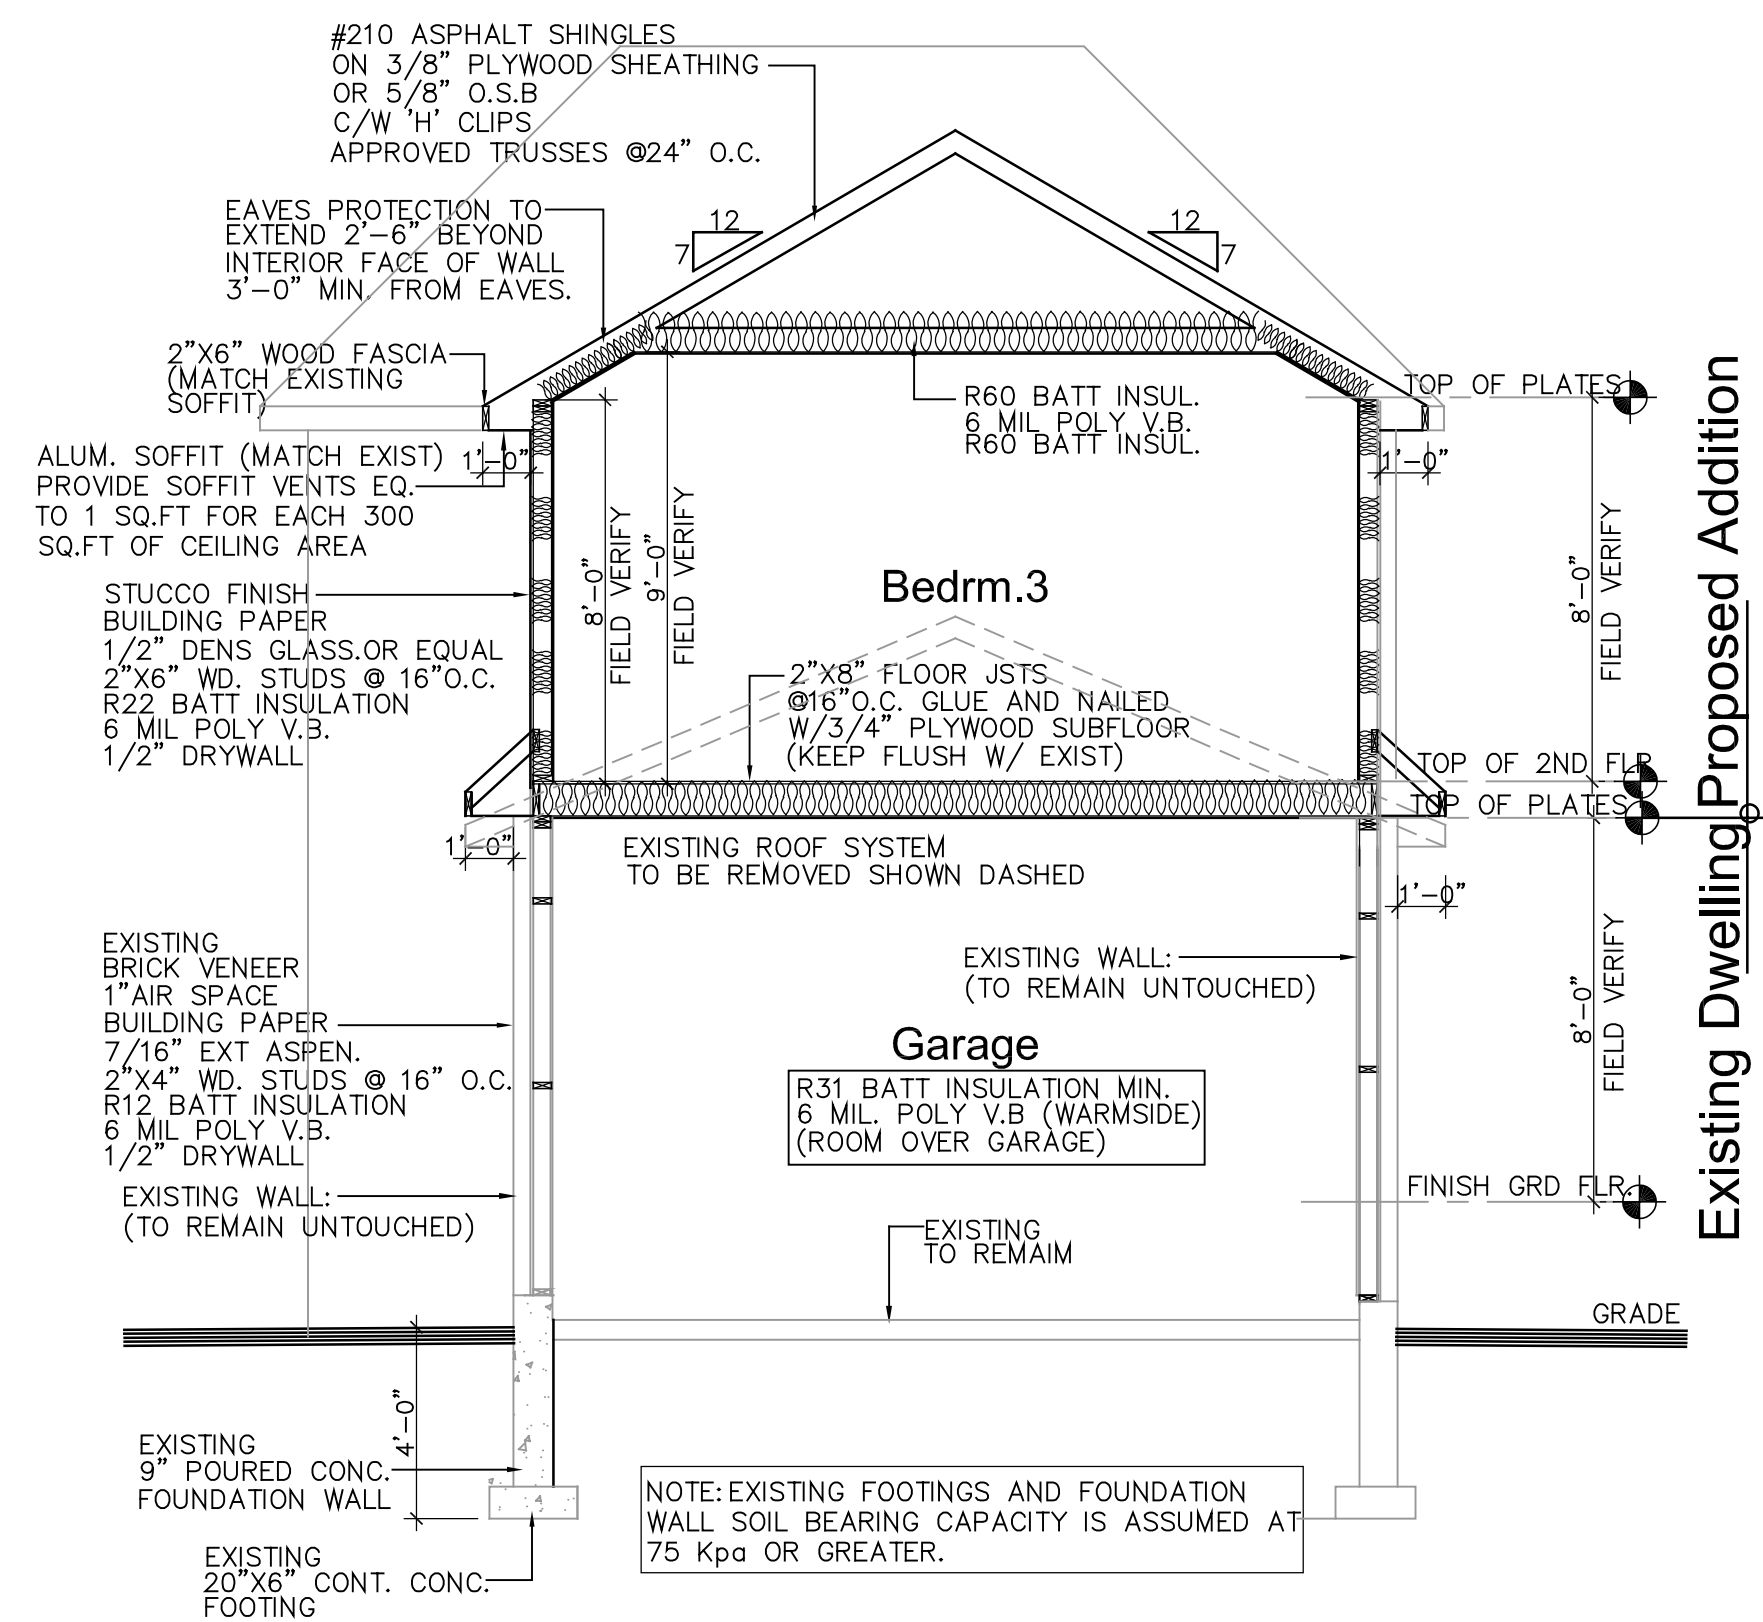 #210 ASPHALT SHINGLES
ON 3/8" PLYWOOD SHEATHING
OR 5/8" O.S.B
C/W 'H' CLIPS
APPROVED TRUSSES @24" O.C.
EAVES PROTECTION TO
EXTEND 2'-6" BEYOND
INTERIOR FACE OF WALL
3'-0" MIN. FROM EAVES.
12
7
12
7
2"X6" WOOD FASCIA
(MATCH EXISTING
SOFFIT)
ALUM. SOFFIT (MATCH EXIST)
PROVIDE SOFFIT VENTS EQ.
TO 1 SQ.FT FOR EACH 300
SQ.FT OF CEILING AREA
1'-0"
R60 BATT INSUL.
6 MIL POLY V.B.
R60 BATT INSUL.
TOP OF PLATES
1'-0"
STUCCO FINISH
BUILDING PAPER
1/2" DENS GLASS.OR EQUAL
2"X6" WD. STUDS @ 16"O.C.
R22 BATT INSULATION
6 MIL POLY V.B.
1/2" DRYWALL
8'-0"
FIELD VERIFY
9'-0"
FIELD VERIFY
Bedrm.3
8'-0"
FIELD VERIFY
2"X8" FLOOR JSTS
@16"O.C. GLUE AND NAILED
W/3/4" PLYWOOD SUBFLOOR
(KEEP FLUSH W/ EXIST)
TOP OF 2ND FLR
TOP OF PLATES
Proposed Addition
Existing Dwelling
1'-0"
EXISTING ROOF SYSTEM
TO BE REMOVED SHOWN DASHED
1'-0"
EXISTING
BRICK VENEER
1"AIR SPACE
BUILDING PAPER
7/16" EXT ASPEN.
2"X4" WD. STUDS @ 16" O.C.
R12 BATT INSULATION
6 MIL POLY V.B.
1/2" DRYWALL
EXISTING WALL:
(TO REMAIN UNTOUCHED)
EXISTING WALL:
(TO REMAIN UNTOUCHED)
8'-0"
FIELD VERIFY
Garage
R31 BATT INSULATION MIN.
6 MIL. POLY V.B (WARMSIDE)
(ROOM OVER GARAGE)
FINISH GRD FLR.
EXISTING
TO REMAIM
GRADE
4'-0"
EXISTING
9" POURED CONC.
FOUNDATION WALL
NOTE: EXISTING FOOTINGS AND FOUNDATION
WALL SOIL BEARING CAPACITY IS ASSUMED AT
75 Kpa OR GREATER.
EXISTING
20"X6" CONT. CONC.
FOOTING